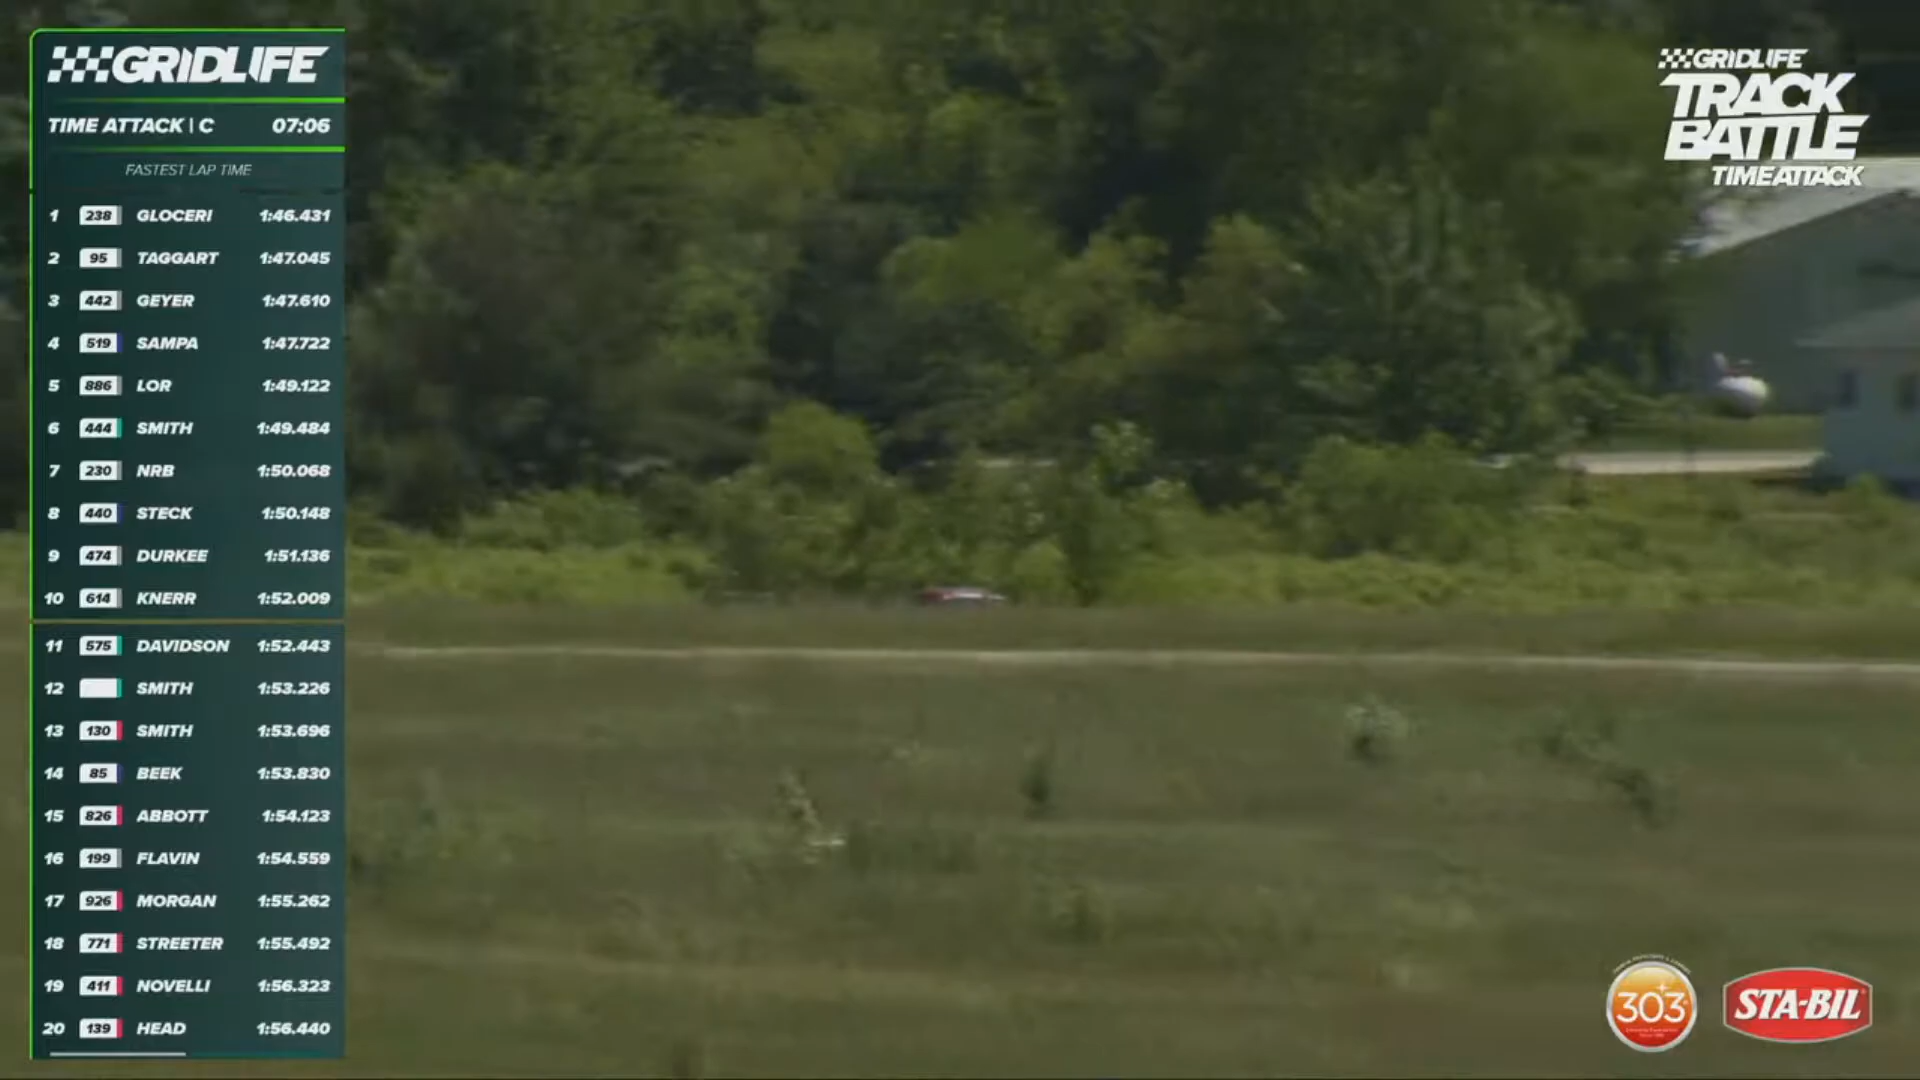 GRIDLIFE
TIME ATTACK | C 07:06
FASTEST LAP TIME
1 238 GLOCERI 1:46.431
2 95 TAGGART 1:47.045
3 442 GEYER 1:47.610
4 519 SAMPA 1:47.722
5 886 LOR 1:49.122
6 444 SMITH 1:49.484
7 230 NRB 1:50.068
8 440 STECK 1:50.148
9 474 DURKEE 1:51.136
10 614 KNERR 1:52.009
11 575 DAVIDSON 1:52.443
12 SMITH 1:53.226
13 130 SMITH 1:53.696
14 85 BEEK 1:53.830
15 826 ABBOTT 1:54.123
16 199 FLAVIN 1:54.559
17 926 MORGAN 1:55.262
18 771 STREETER 1:55.492
19 411 NOVELLI 1:56.323
20 139 HEAD 1:56.440
GRIDLIFE
TRACK
BATTLE
TIME ATTACK
303
STA-BIL